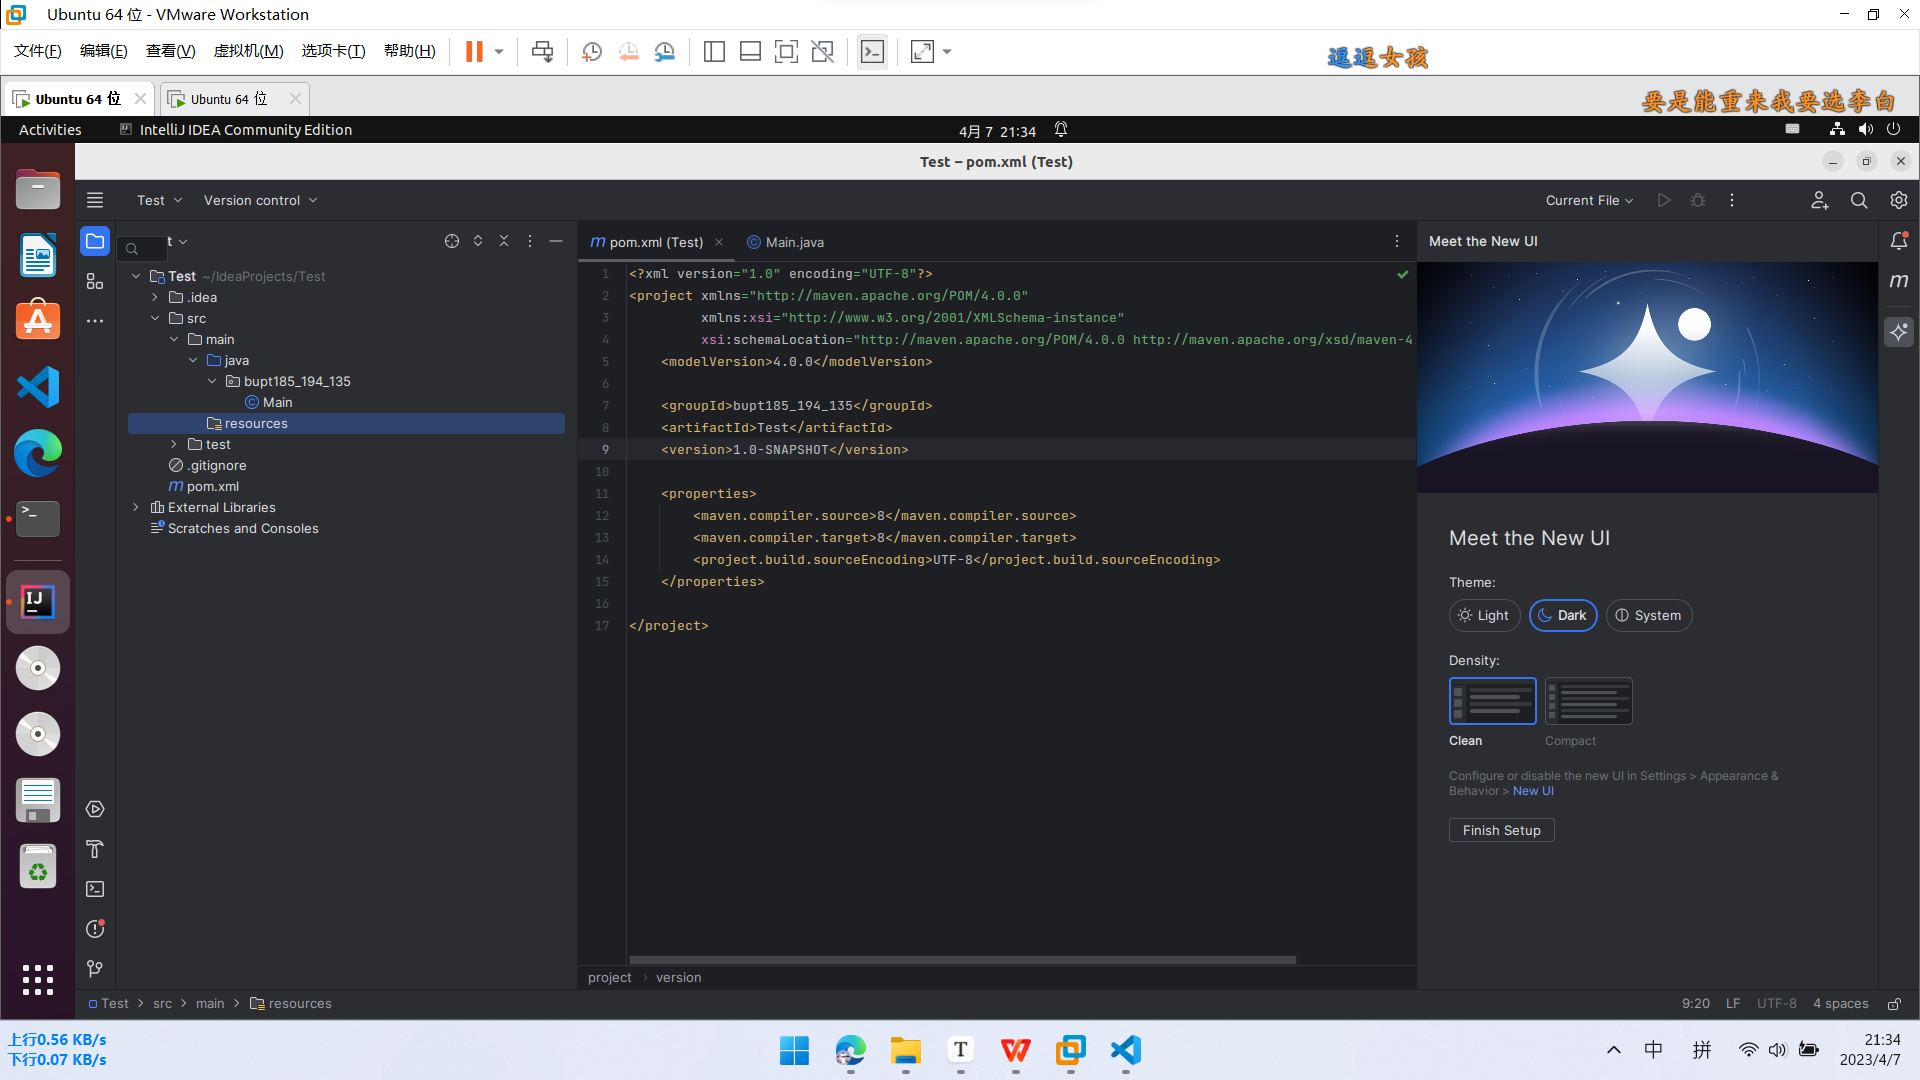 Ubuntu 64 位 - VMware Workstation
文件(F) 编辑(E) 查看(V) 虚拟机(M) 选项卡(T) 帮助(H)
逗逗女孩
Ubuntu 64 位 Ubuntu 64 位
要是能重来我要选李白
Activities IntelliJ IDEA Community Edition 4月 7 21:34
Test – pom.xml (Test)
Test Version control Current File
t
pom.xml (Test) Main.java
Meet the New UI
Test ~/IdeaProjects/Test
.idea
src
main
java
bupt185_194_135
Main
resources
test
.gitignore
pom.xml
External Libraries
Scratches and Consoles
1 <?xml version="1.0" encoding="UTF-8"?>
2 <project xmlns="http://maven.apache.org/POM/4.0.0"
3 xmlns:xsi="http://www.w3.org/2001/XMLSchema-instance"
4 xsi:schemaLocation="http://maven.apache.org/POM/4.0.0 http://maven.apache.org/xsd/maven-4
5 <modelVersion>4.0.0</modelVersion>
6
7 <groupId>bupt185_194_135</groupId>
8 <artifactId>Test</artifactId>
9 <version>1.0-SNAPSHOT</version>
10
11 <properties>
12 <maven.compiler.source>8</maven.compiler.source>
13 <maven.compiler.target>8</maven.compiler.target>
14 <project.build.sourceEncoding>UTF-8</project.build.sourceEncoding>
15 </properties>
16
17 </project>
Meet the New UI
Theme:
Light Dark System
Density:
Clean Compact
Configure or disable the new UI in Settings > Appearance &
Behavior > New UI
Finish Setup
project › version
Test > src > main > resources
9:20 LF UTF-8 4 spaces
上行0.56 KB/s
下行0.07 KB/s
中 拼
21:34
2023/4/7